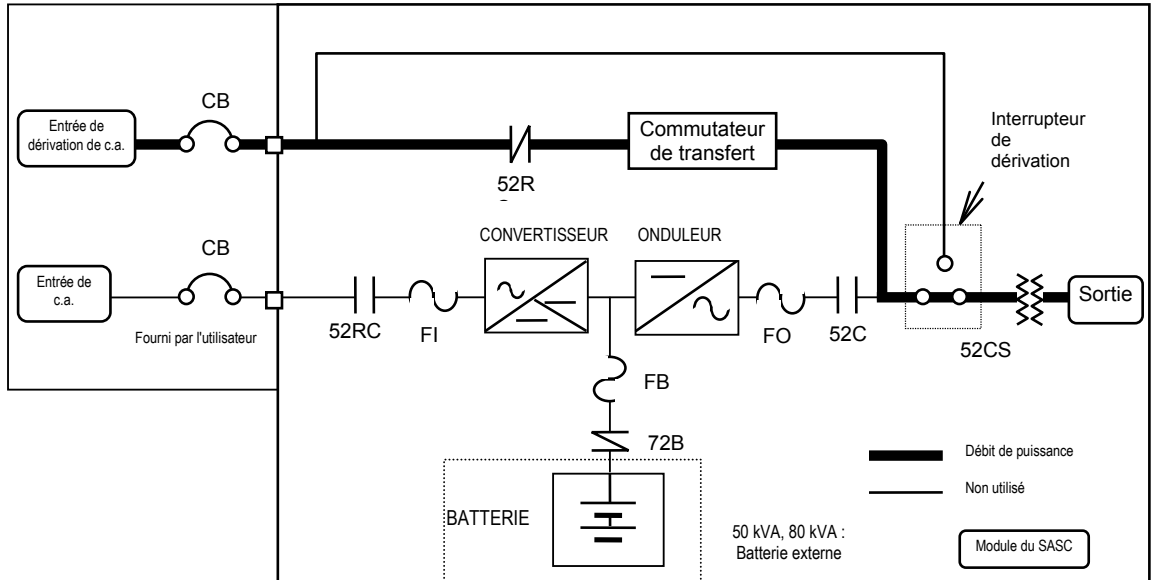 CB
Entrée de
dérivation de c.a.
Commutateur
de transfert
Interrupteur
de
dérivation
52R
CONVERTISSEUR
ONDULEUR
CB
Entrée de
c.a.
Sortie
Fourni par l'utilisateur
52RC
FI
FO
52C
52CS
FB
72B
Débit de puissance
Non utilisé
BATTERIE
50 kVA, 80 kVA :
Batterie externe
Module du SASC